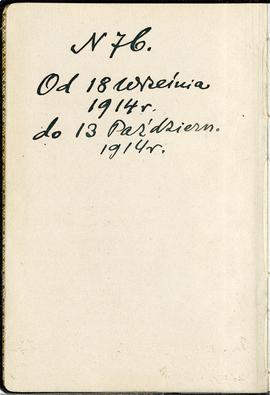 N 76.
Od 18 Września
1914 r.
do 13 Październ.
1914 r.